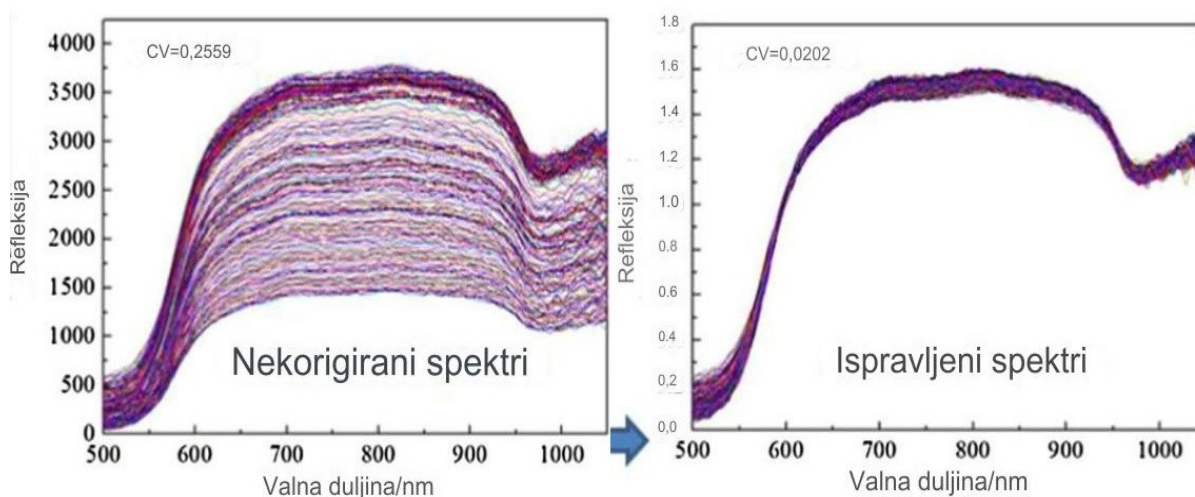 4000
3500
3000
2500
2000
1500
1000
500
0
Refleksija
CV=0,2559
Nekorigirani spektri
500 600 700 800 900 1000
Valna duljina/nm
1.8
1.6
1.4
1.2
1.0
0.8
0.6
0.4
0,2
0,0
Refleksija
CV=0,0202
Ispravljeni spektri
500 600 700 800 900 1000
Valna duljina/nm